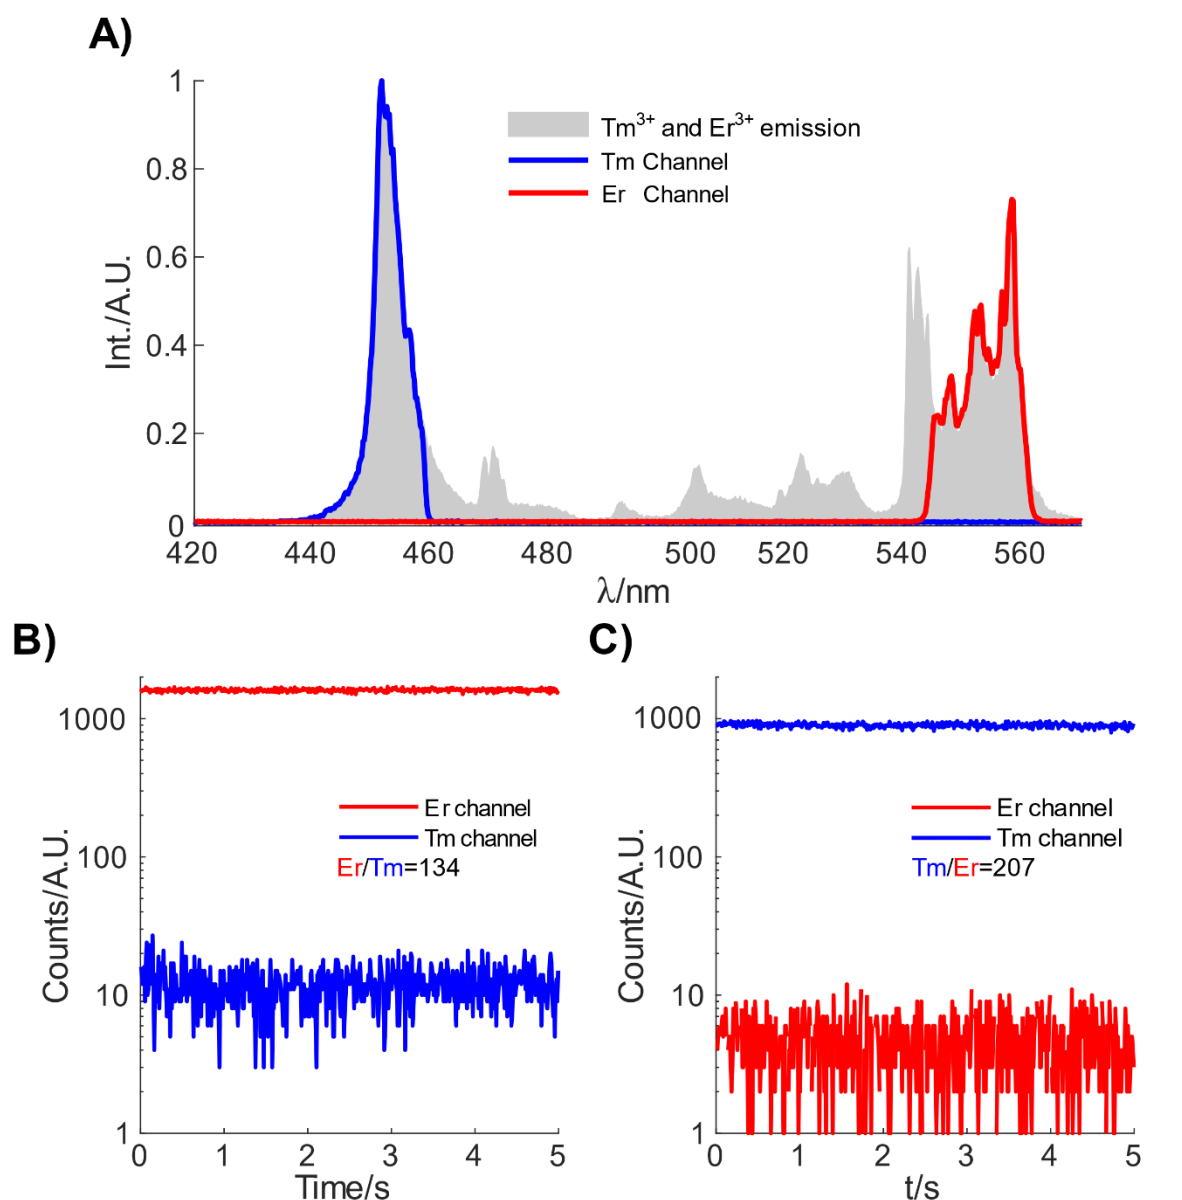 A)
1
0.8
0.6
0.4
0.2
0
Int./A.U.
Tm3+ and Er3+ emission
Tm Channel
Er Channel
420 440 460 480 500 520 540 560
λ/nm
B)
1000
100
10
1
Counts/A.U.
Er channel
Tm channel
Er/Tm=134
0 1 2 3 4 5
Time/s
C)
1000
100
10
1
Counts/A.U.
Er channel
Tm channel
Tm/Er=207
0 1 2 3 4 5
t/s